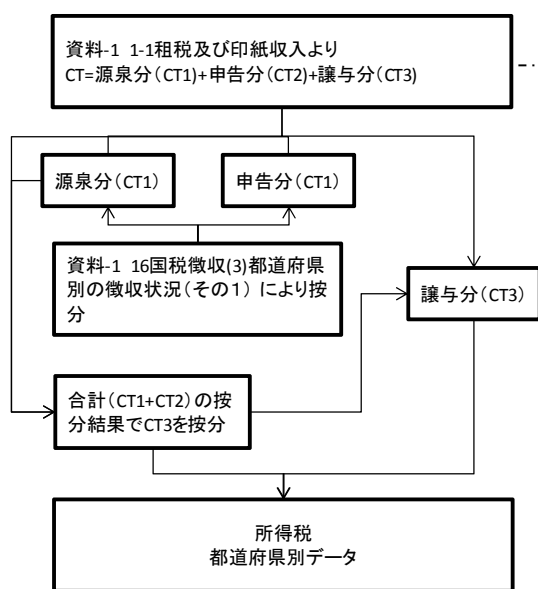 資料-1 1-1租税及び印紙収入より
CT=源泉分(CT1)+申告分(CT2)+譲与分(CT3)
源泉分(CT1)
申告分(CT1)
資料-1 16国税徴収(3)都道府県
別の徴収状況(その1) により按
分
譲与分(CT3)
合計(CT1+CT2)の按
分結果でCT3を按分
所得税
都道府県別データ